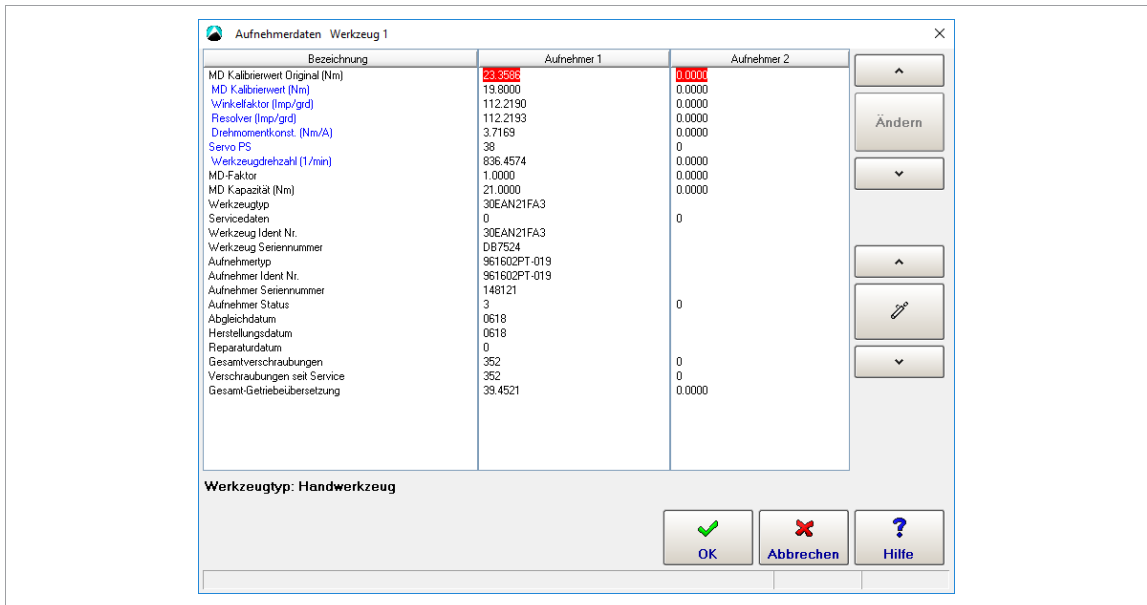 Aufnehmerdaten Werkzeug 1
Bezeichnung Aufnehmer 1 Aufnehmer 2
MD Kalibrierwert Original (Nm) 23.3586 0.0000
MD Kalibrierwert (Nm) 19.8000 0.0000
Winkelfaktor (Imp/grd) 112.2190 0.0000
Resolver (Imp/grd) 112.2193 0.0000
Drehmomentkonst. (Nm/A) 3.7169 0.0000
Servo PS 38 0
Werkzeugdrehzahl (1/min) 836.4574 0.0000
MD-Faktor 1.0000 0.0000
MD Kapazität (Nm) 21.0000 0.0000
Werkzeugtyp 30EAN21FA3
Servicedaten 0 0
Werkzeug Ident Nr. 30EAN21FA3
Werkzeug Seriennummer DB7524
Aufnehmertyp 961602PT-019
Aufnehmer Ident Nr. 961602PT-019
Aufnehmer Seriennummer 148121
Aufnehmer Status 3 0
Abgleichdatum 0618
Herstellungsdatum 0618
Reparaturdatum 0
Gesamtverschraubungen 352 0
Verschraubungen seit Service 352 0
Gesamt-Getriebeübersetzung 39.4521 0.0000
Ändern
Werkzeugtyp: Handwerkzeug
OK Abbrechen Hilfe